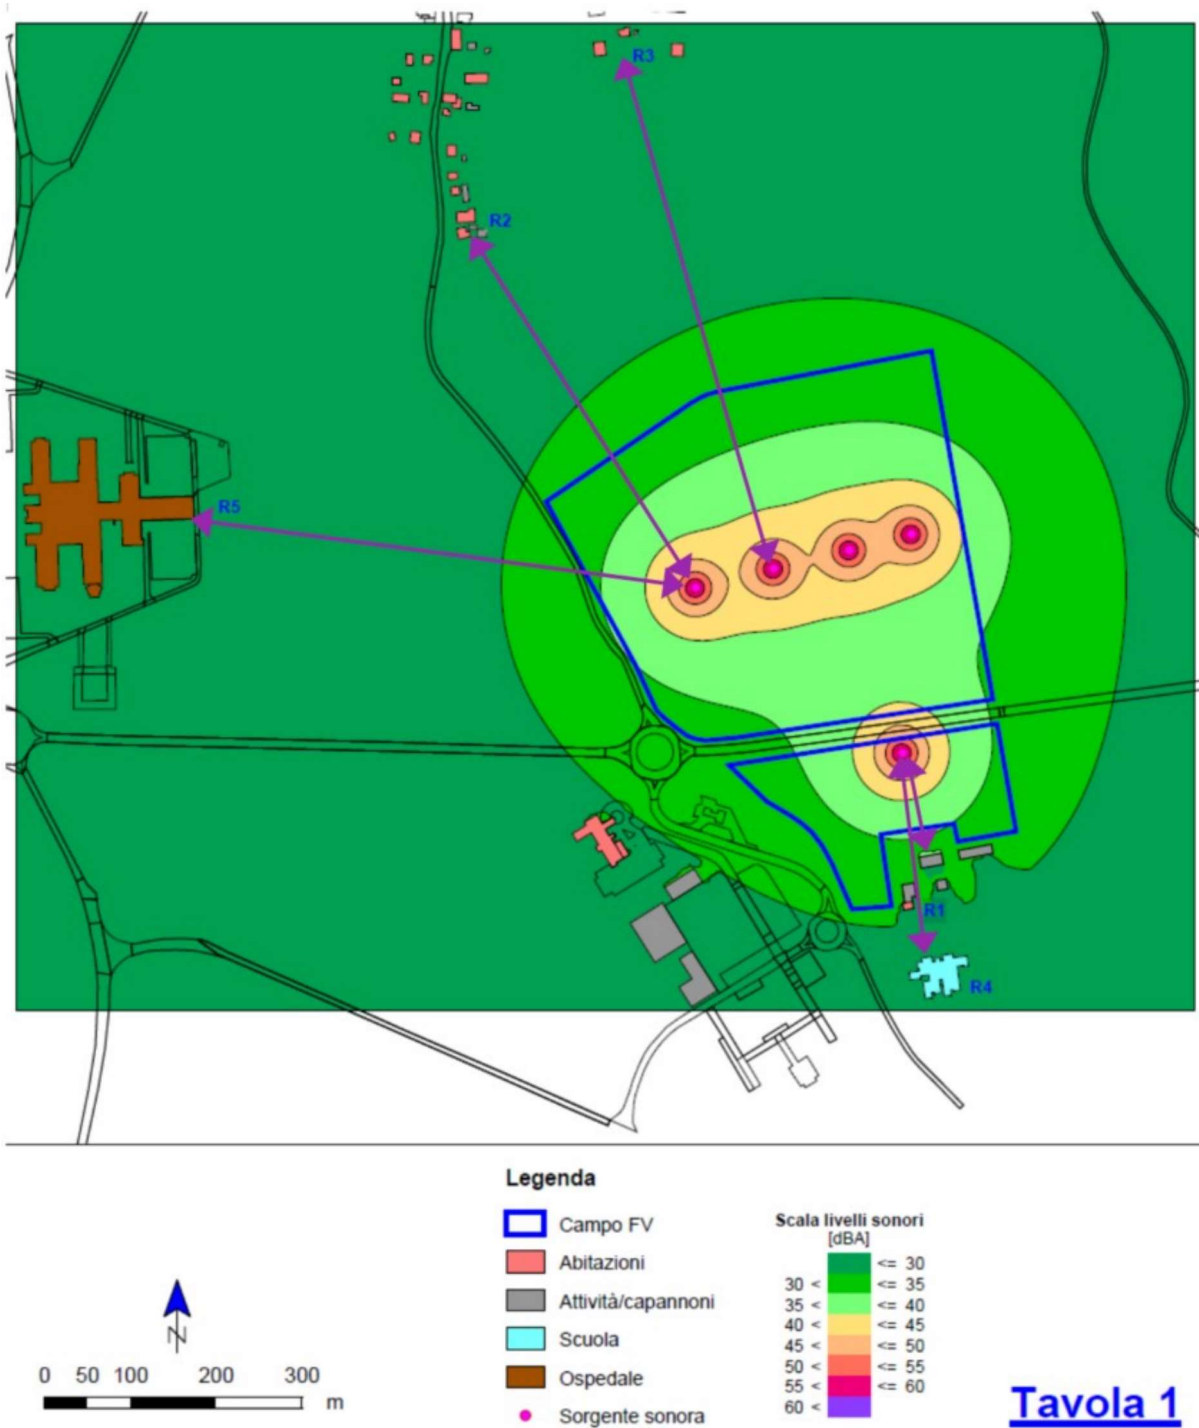 R3
R2
R5
R1
R4
Legenda
Campo FV
Abitazioni
Attività/capannoni
Scuola
Ospedale
Sorgente sonora
Scala livelli sonori
[dBA]
<= 30
30 < <= 35
35 < <= 40
40 < <= 45
45 < <= 50
50 < <= 55
55 < <= 60
60 <
N
0 50 100 200 300
m
Tavola 1